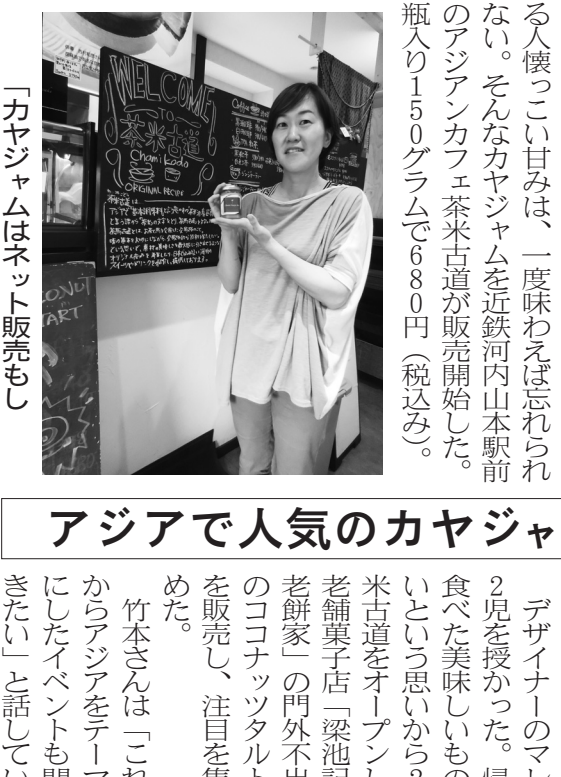 る人懐っこい甘みは、一度味わえば忘れられ
ない。そんなカヤジャムを近鉄河内山本駅前
のアジアンカフェ茶米古道が販売開始した。
瓶入り150グラムで680円（税込み）。
WELCOME
TO
茶米古道
chamikodo
ORIGINAL RECIPE
Coffee
「カヤジャムはネット販売もし
アジアで人気のカヤジャ
デザイナーのマレ
2児を授かった。帰
食べた美味しいもの
いという思いから2
米古道をオープンし
老舗菓子店「梁池記
老餅家」の門外不出
のココナッツタルト
を販売し、注目を集
めた。
竹本さんは「これ
からアジアをテーマ
にしたイベントも開
きたい」と話してい